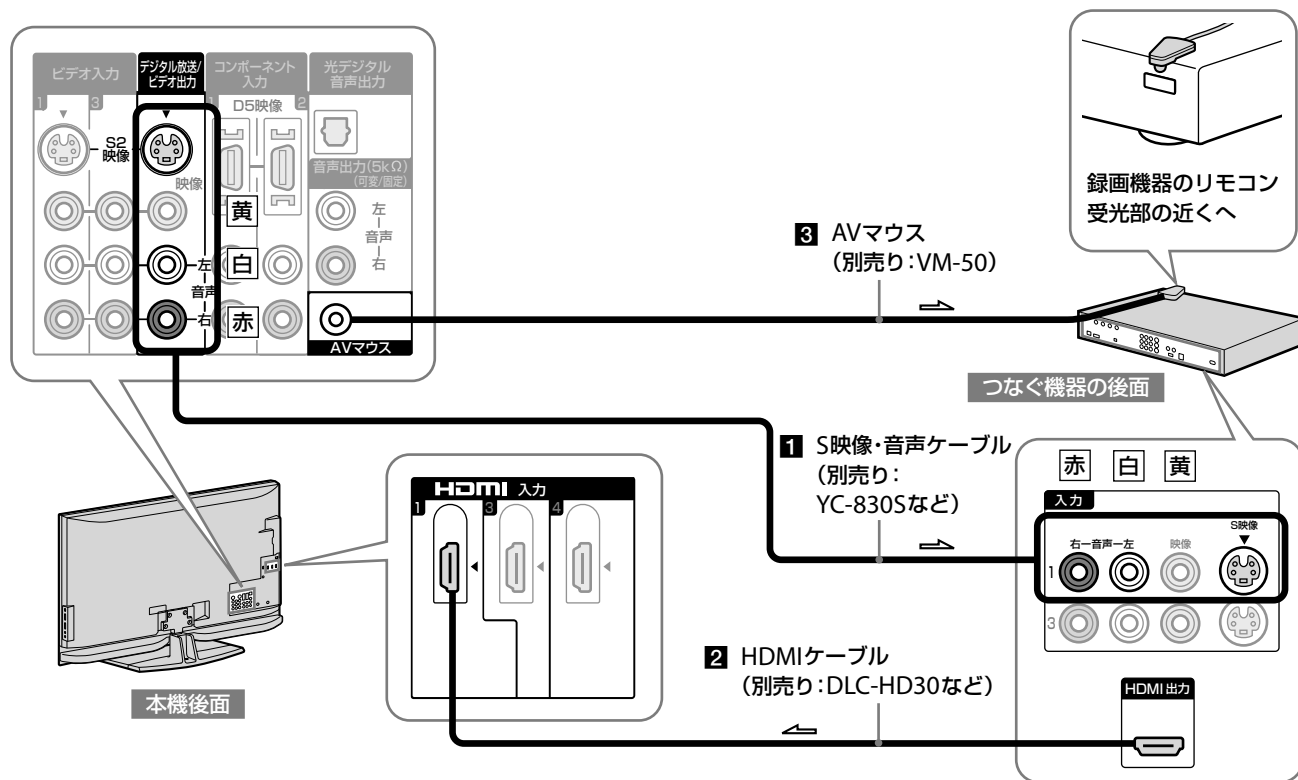 ビデオ入力
デジタル放送/
ビデオ出力
コンポーネント
入力
光デジタル
音声出力
1
3
1
2
D5映像
S2
映像
映像
音声出力(5kΩ)
(可変/固定)
黄
白
赤
左
音声
右
左
音声
右
AVマウス
録画機器のリモコン
受光部の近くへ
3 AVマウス
(別売り:VM-50)
つなぐ機器の後面
1 S映像・音声ケーブル
(別売り:
YC-830Sなど)
赤 白 黄
入力
S映像
右ー音声ー左 映像
1
3
HDMI 入力
1 3 4
2 HDMIケーブル
(別売り:DLC-HD30など)
HDMI出力
本機後面